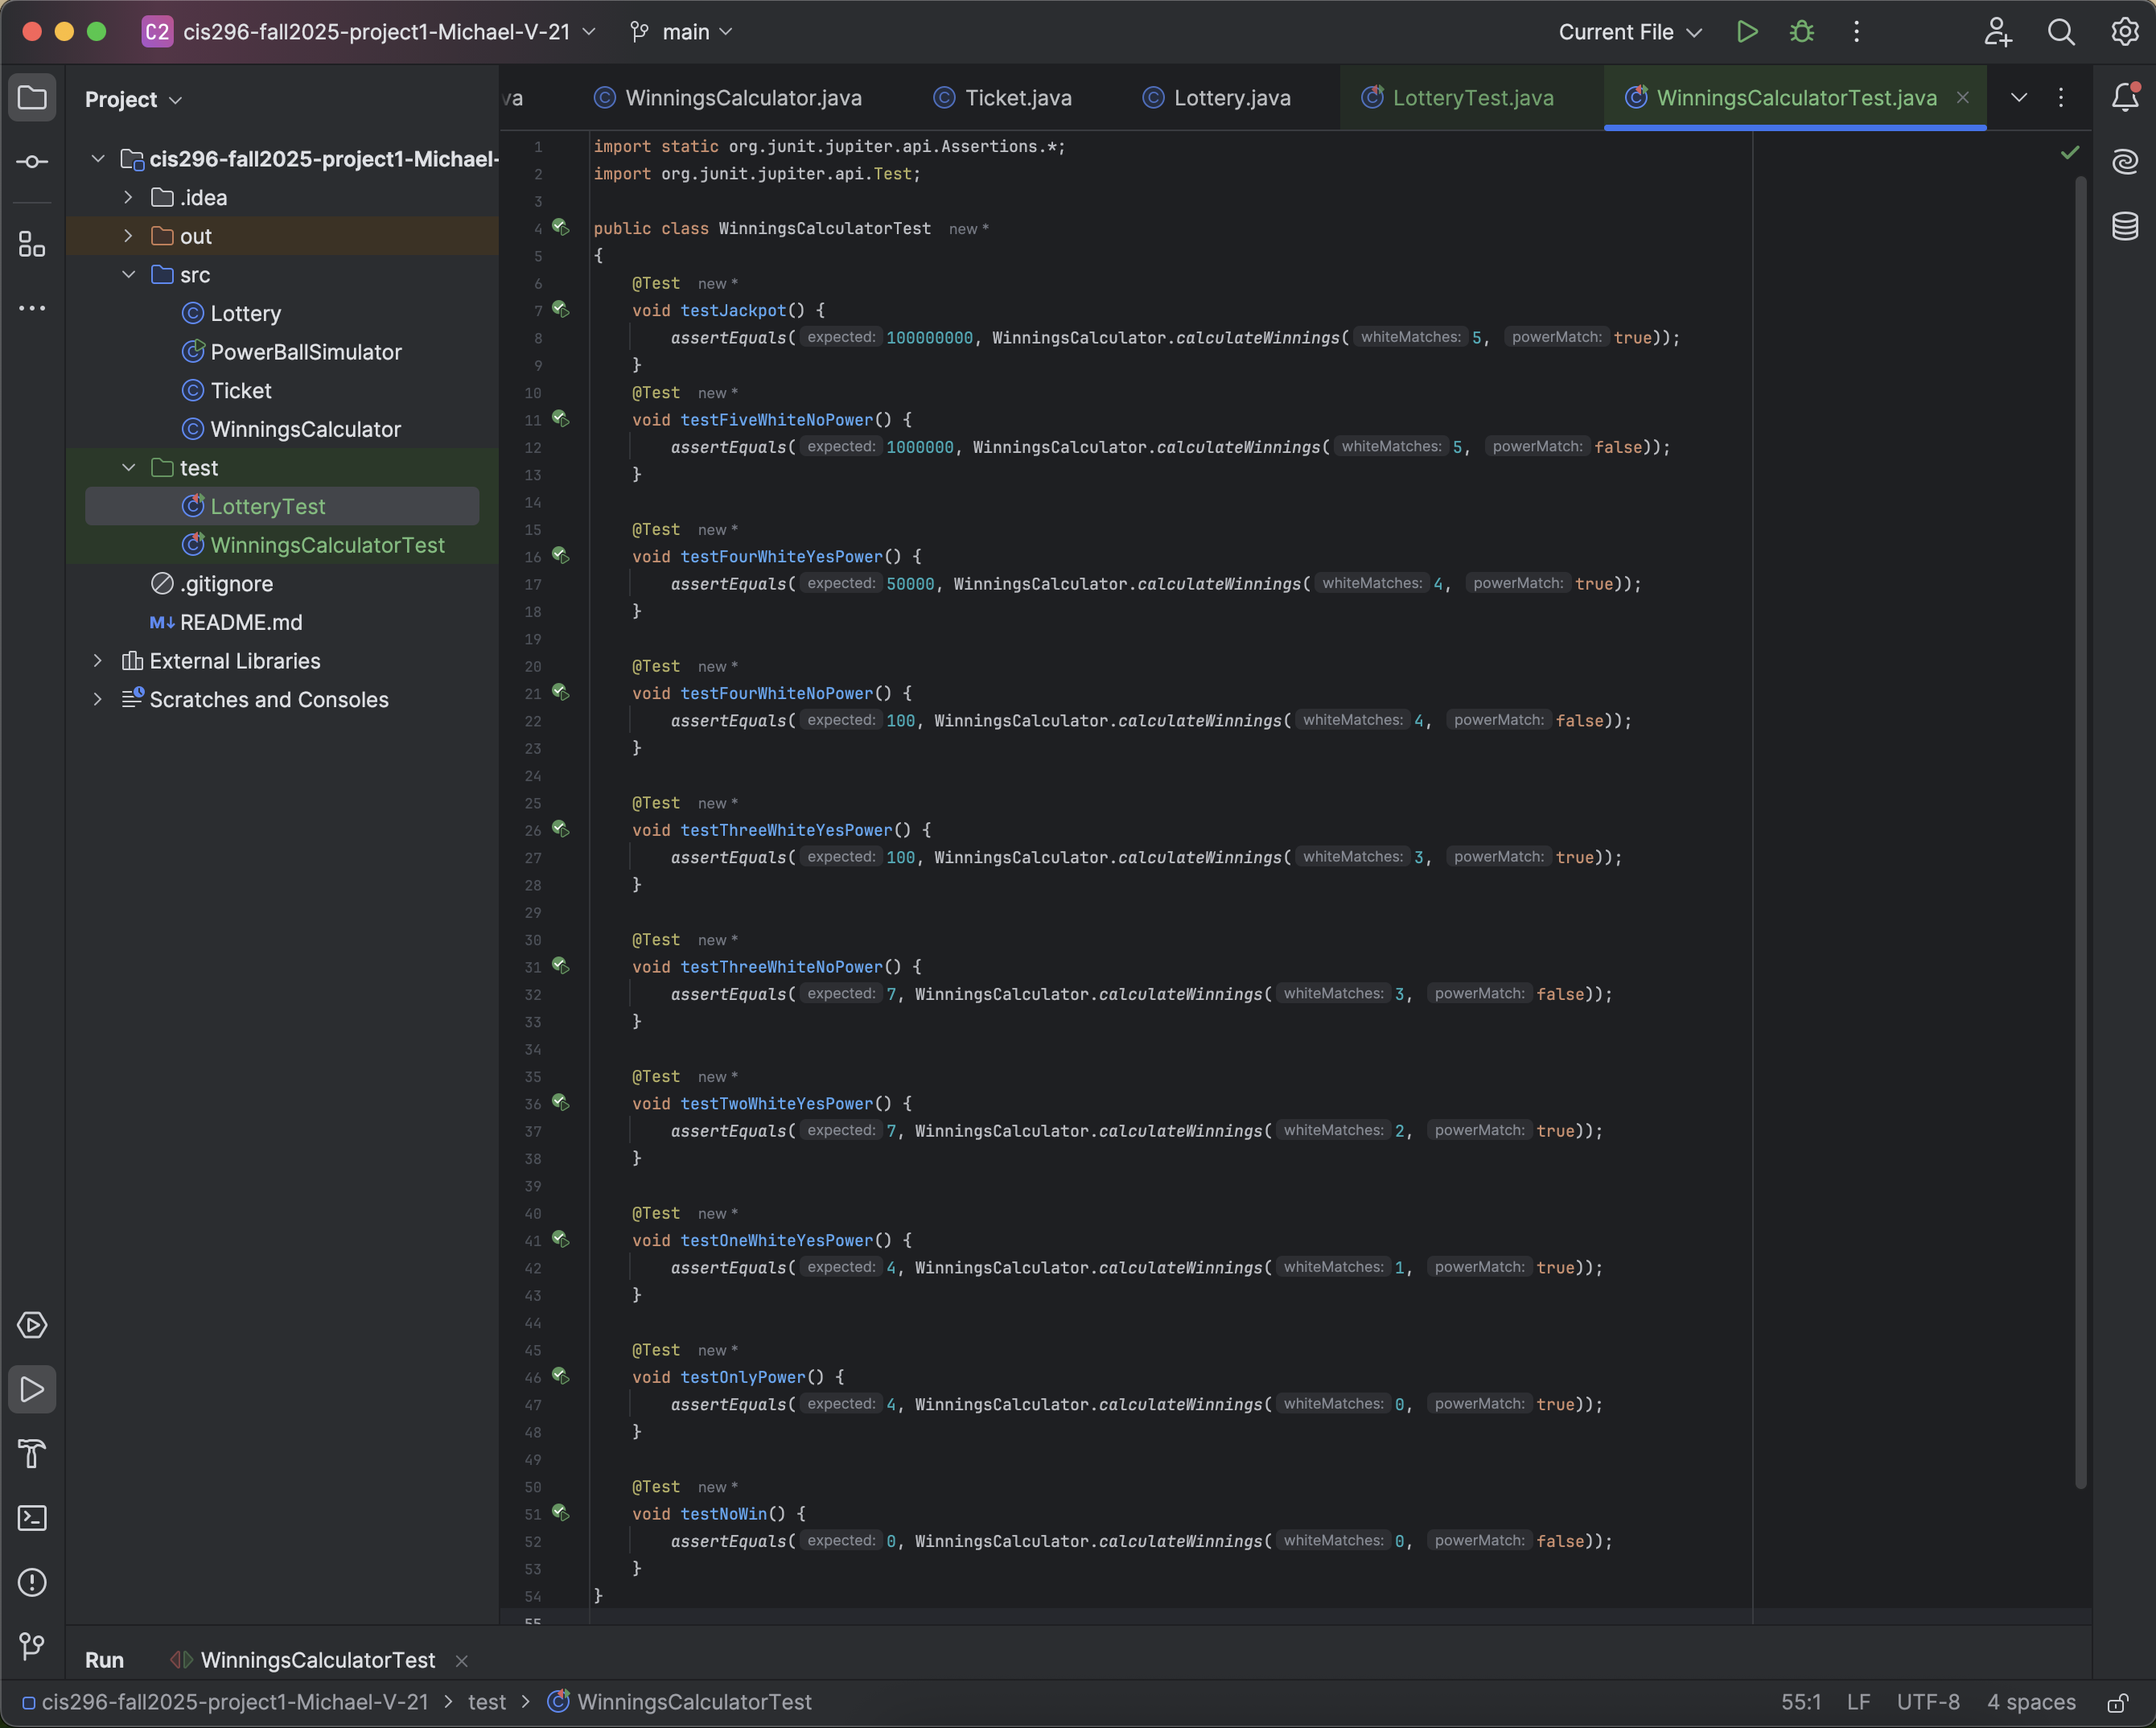 C2 cis296-fall2025-project1-Michael-V-21 main Current File
Project
va WinningsCalculator.java Ticket.java Lottery.java LotteryTest.java WinningsCalculatorTest.java
cis296-fall2025-project1-Michael-
.idea
out
src
Lottery
PowerBallSimulator
Ticket
WinningsCalculator
test
LotteryTest
WinningsCalculatorTest
.gitignore
M↓ README.md
External Libraries
Scratches and Consoles
1 import static org.junit.jupiter.api.Assertions.*;
2 import org.junit.jupiter.api.Test;
3
4 public class WinningsCalculatorTest new *
5 {
6 @Test new *
7 void testJackpot() {
8 assertEquals( expected: 100000000, WinningsCalculator.calculateWinnings( whiteMatches: 5, powerMatch: true));
9 }
10 @Test new *
11 void testFiveWhiteNoPower() {
12 assertEquals( expected: 1000000, WinningsCalculator.calculateWinnings( whiteMatches: 5, powerMatch: false));
13 }
14
15 @Test new *
16 void testFourWhiteYesPower() {
17 assertEquals( expected: 50000, WinningsCalculator.calculateWinnings( whiteMatches: 4, powerMatch: true));
18 }
19
20 @Test new *
21 void testFourWhiteNoPower() {
22 assertEquals( expected: 100, WinningsCalculator.calculateWinnings( whiteMatches: 4, powerMatch: false));
23 }
24
25 @Test new *
26 void testThreeWhiteYesPower() {
27 assertEquals( expected: 100, WinningsCalculator.calculateWinnings( whiteMatches: 3, powerMatch: true));
28 }
29
30 @Test new *
31 void testThreeWhiteNoPower() {
32 assertEquals( expected: 7, WinningsCalculator.calculateWinnings( whiteMatches: 3, powerMatch: false));
33 }
34
35 @Test new *
36 void testTwoWhiteYesPower() {
37 assertEquals( expected: 7, WinningsCalculator.calculateWinnings( whiteMatches: 2, powerMatch: true));
38 }
39
40 @Test new *
41 void testOneWhiteYesPower() {
42 assertEquals( expected: 4, WinningsCalculator.calculateWinnings( whiteMatches: 1, powerMatch: true));
43 }
44
45 @Test new *
46 void testOnlyPower() {
47 assertEquals( expected: 4, WinningsCalculator.calculateWinnings( whiteMatches: 0, powerMatch: true));
48 }
49
50 @Test new *
51 void testNoWin() {
52 assertEquals( expected: 0, WinningsCalculator.calculateWinnings( whiteMatches: 0, powerMatch: false));
53 }
54 }
55
Run WinningsCalculatorTest
cis296-fall2025-project1-Michael-V-21 > test > WinningsCalculatorTest 55:1 LF UTF-8 4 spaces